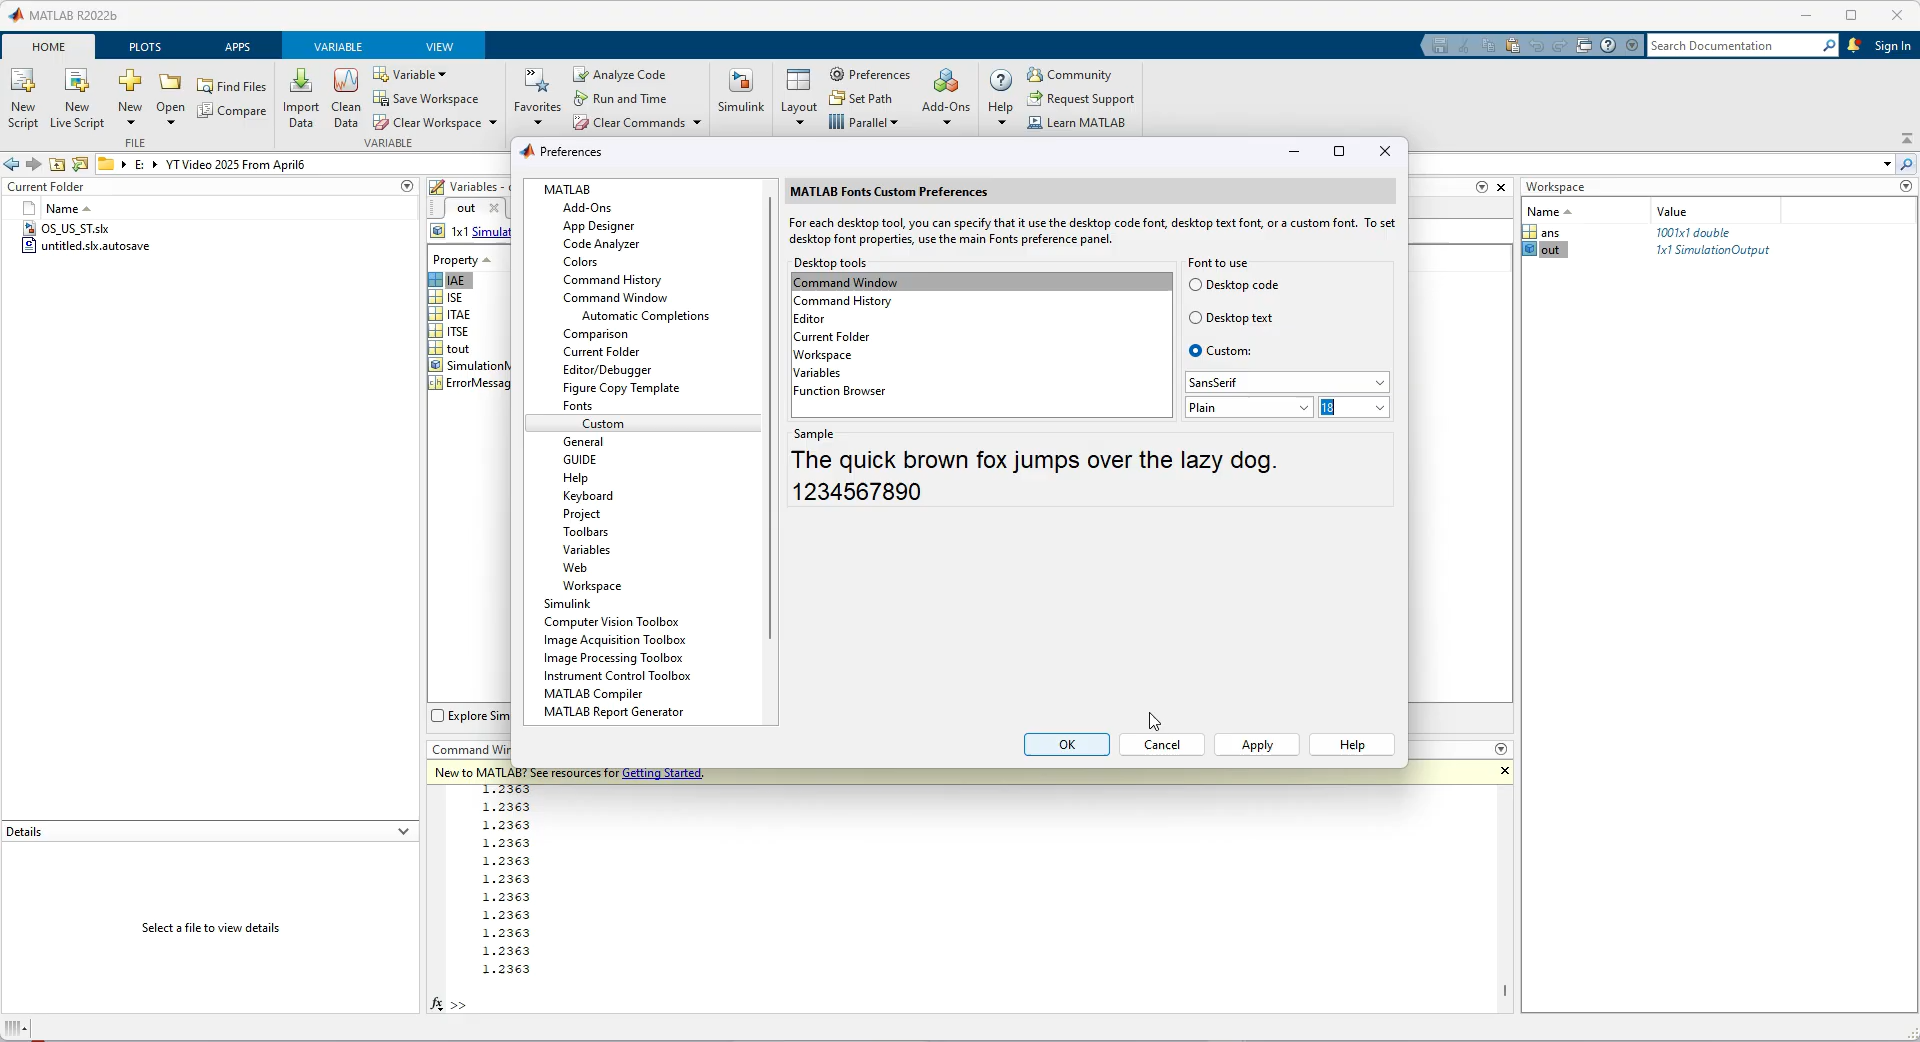 MATLAB R2022b
HOME PLOTS APPS VARIABLE VIEW
Search Documentation
Sign In
New Script
New Live Script
New
Open
Find Files
Compare
FILE
Import Data
Clean Data
Variable
Save Workspace
Clear Workspace
VARIABLE
Favorites
Analyze Code
Run and Time
Clear Commands
Simulink
Layout
Preferences
Set Path
Parallel
Add-Ons
Help
Community
Request Support
Learn MATLAB
E: YT Video 2025 From April6
Current Folder
Name
OS_US_ST.slx
untitled.slx.autosave
Details
Select a file to view details
Variables -
out
1x1 Simulat
Property
IAE
ISE
ITAE
ITSE
tout
SimulationM
ErrorMessag
Explore Sim
Preferences
MATLAB
Add-Ons
App Designer
Code Analyzer
Colors
Command History
Command Window
Automatic Completions
Comparison
Current Folder
Editor/Debugger
Figure Copy Template
Fonts
Custom
General
GUIDE
Help
Keyboard
Project
Toolbars
Variables
Web
Workspace
Simulink
Computer Vision Toolbox
Image Acquisition Toolbox
Image Processing Toolbox
Instrument Control Toolbox
MATLAB Compiler
MATLAB Report Generator
MATLAB Fonts Custom Preferences
For each desktop tool, you can specify that it use the desktop code font, desktop text font, or a custom font. To set
desktop font properties, use the main Fonts preference panel.
Desktop tools
Command Window
Command History
Editor
Current Folder
Workspace
Variables
Function Browser
Font to use
Desktop code
Desktop text
Custom:
SansSerif
Plain 18
Sample
The quick brown fox jumps over the lazy dog.
1234567890
OK Cancel Apply Help
Command Win
New to MATLAB? See resources for Getting Started.
1.2363
1.2363
1.2363
1.2363
1.2363
1.2363
1.2363
1.2363
1.2363
1.2363
1.2363
fx >>
Workspace
Name Value
ans 1001x1 double
out 1x1 SimulationOutput